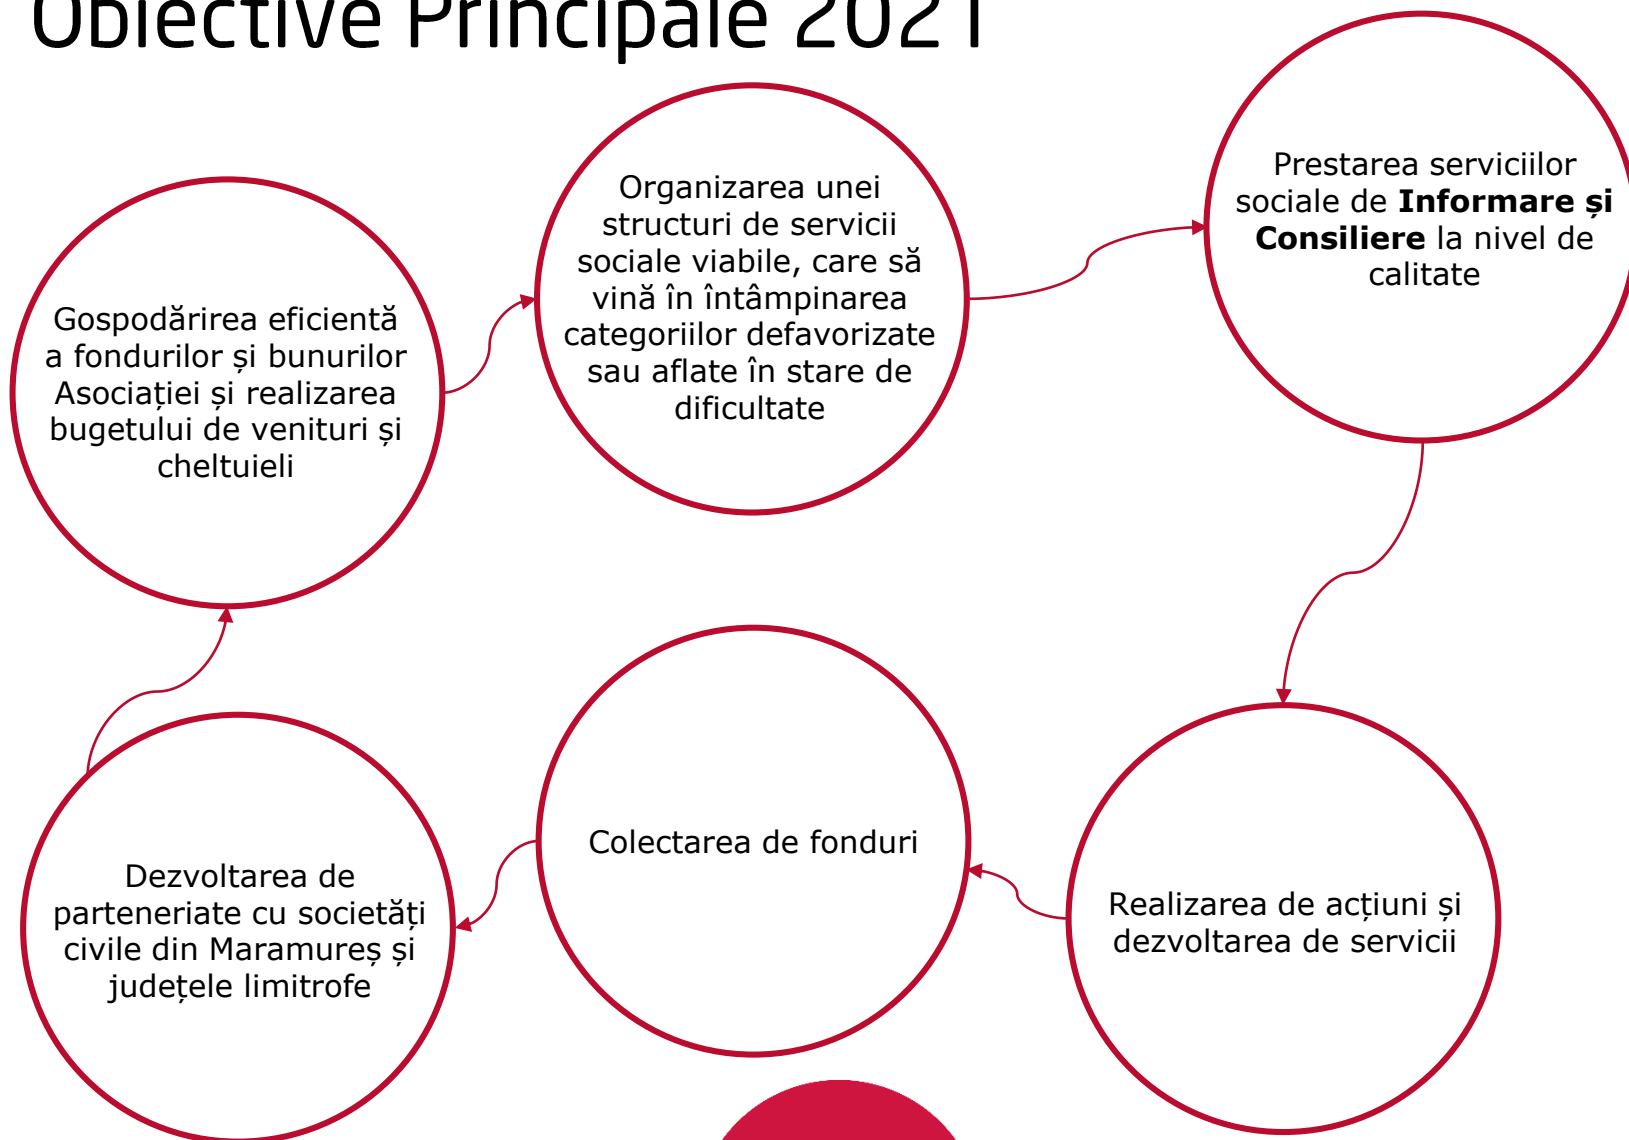 Obiective Principale 2021
Gospodărirea eficientă
a fondurilor și bunurilor
Asociației și realizarea
bugetului de venituri și
cheltuieli
Organizarea unei
structuri de servicii
sociale viabile, care să
vină în întâmpinarea
categoriilor defavorizate
sau aflate în stare de
dificultate
Prestarea serviciilor
sociale de Informare și
Consiliere la nivel de
calitate
Realizarea de acțiuni și
dezvoltarea de servicii
Colectarea de fonduri
Dezvoltarea de
parteneriate cu societăți
civile din Maramureș și
județele limitrofe